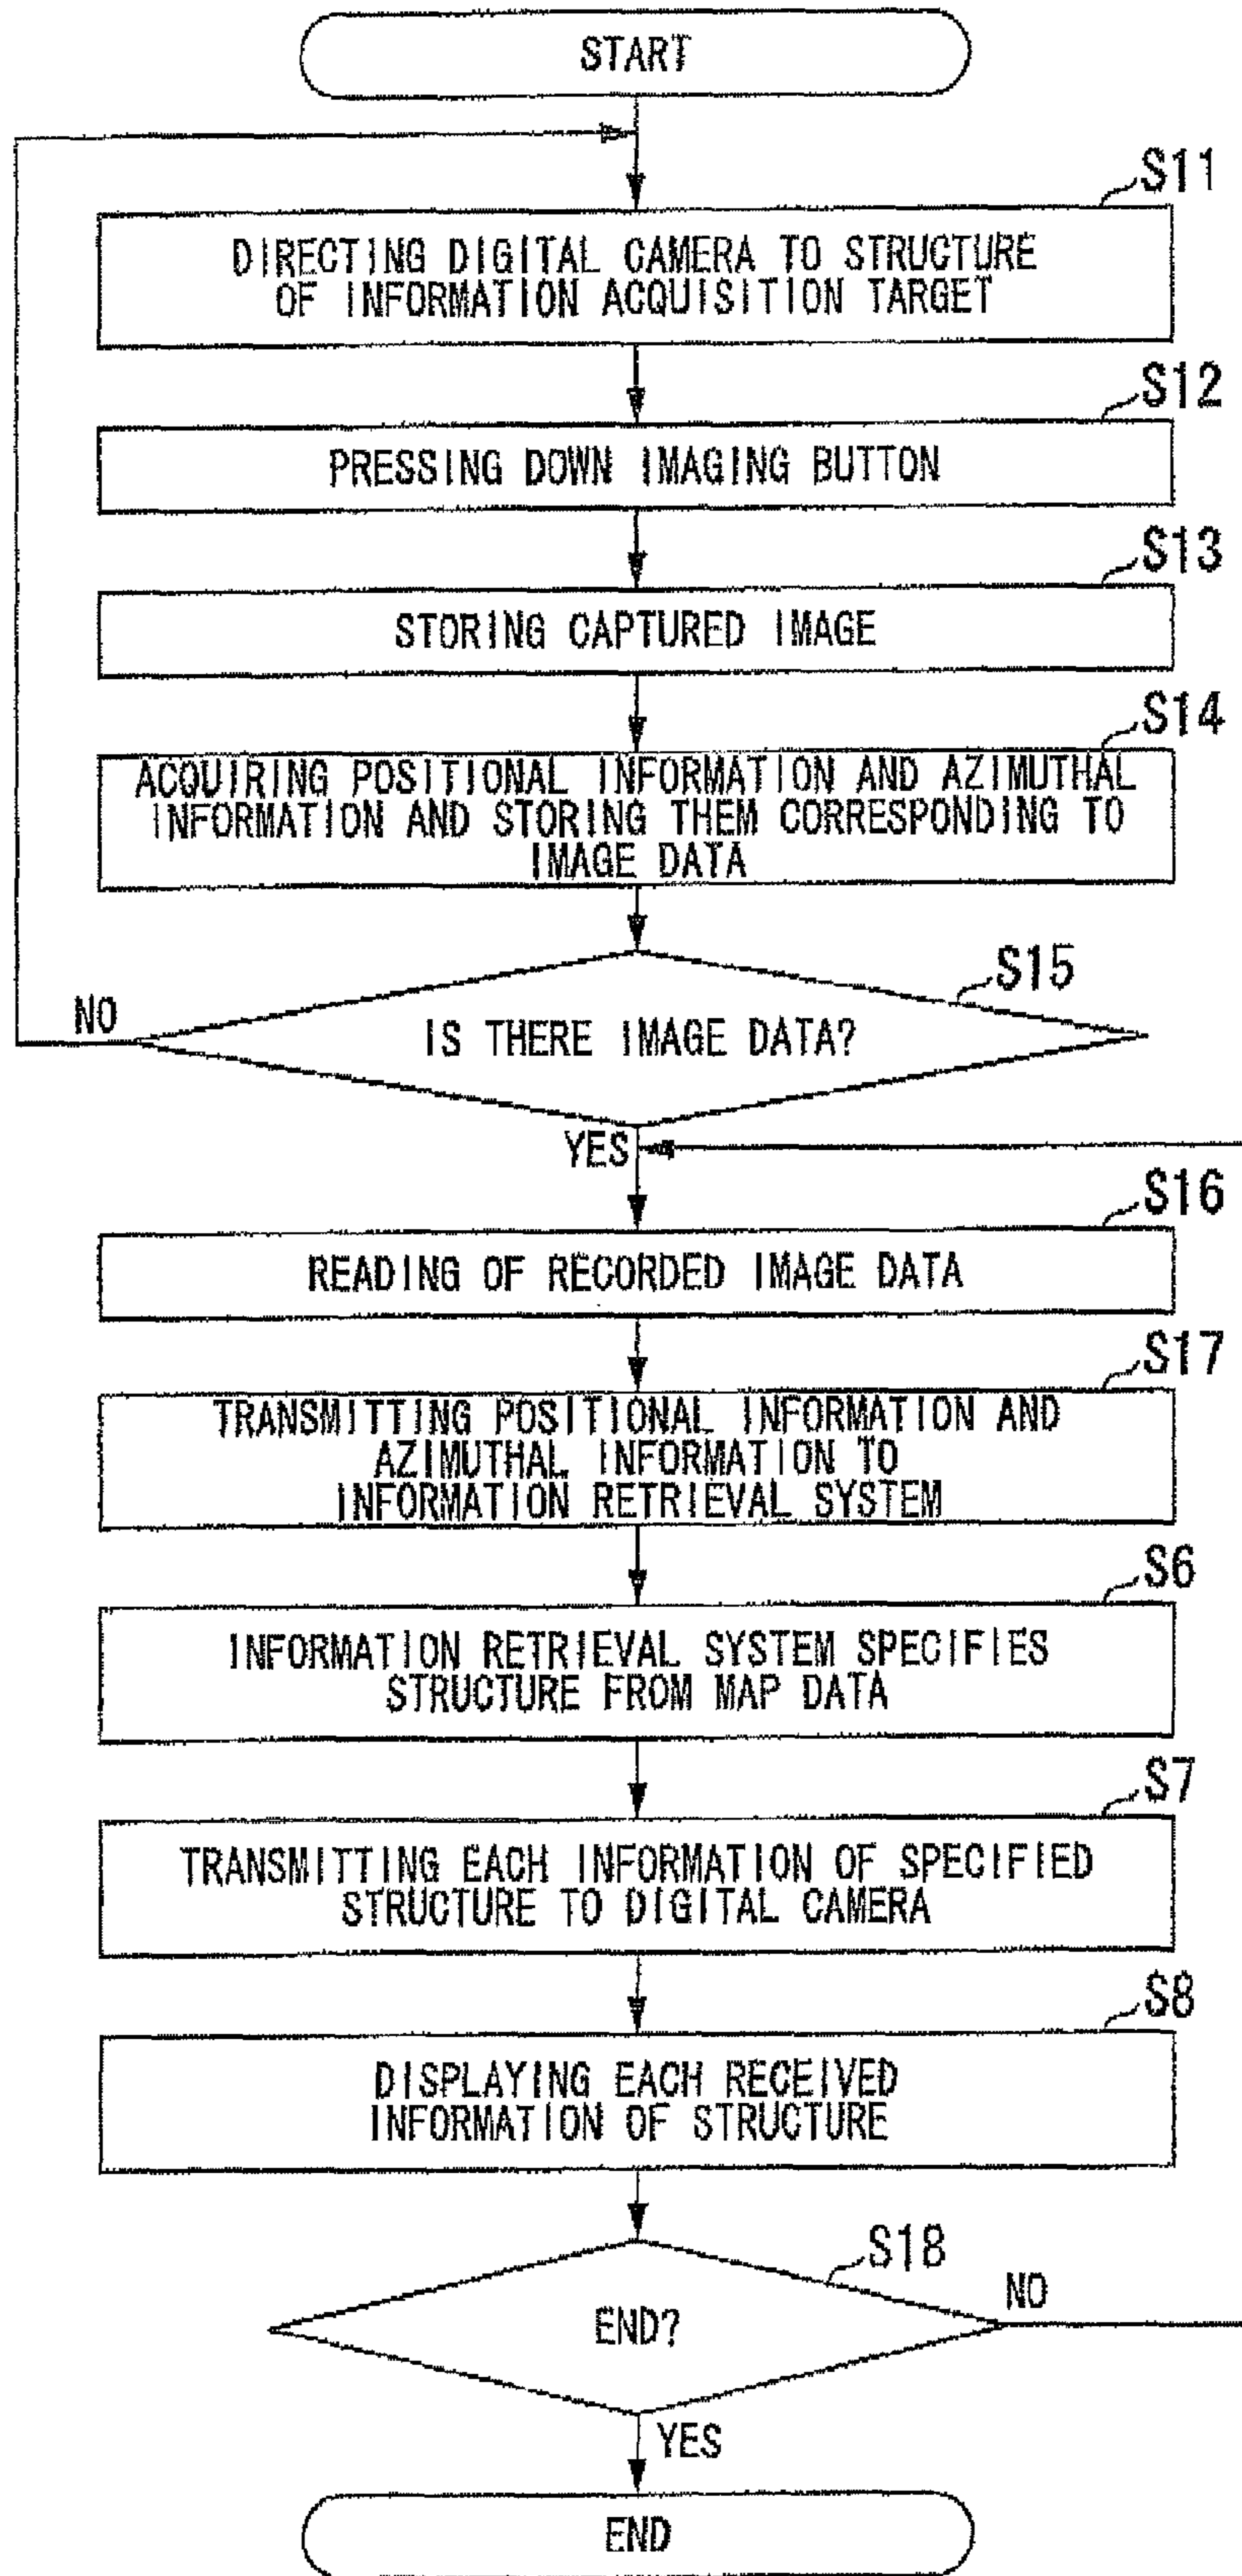 START
S11
DIRECTING DIGITAL CAMERA TO STRUCTURE
OF INFORMATION ACQUISITION TARGET
S12
PRESSING DOWN IMAGING BUTTON
S13
STORING CAPTURED IMAGE
S14
ACQUIRING POSITIONAL INFORMATION AND AZIMUTHAL
INFORMATION AND STORING THEM CORRESPONDING TO
IMAGE DATA
S15
NO
IS THERE IMAGE DATA?
YES
S16
READING OF RECORDED IMAGE DATA
S17
TRANSMITTING POSITIONAL INFORMATION AND
AZIMUTHAL INFORMATION TO
INFORMATION RETRIEVAL SYSTEM
S6
INFORMATION RETRIEVAL SYSTEM SPECIFIES
STRUCTURE FROM MAP DATA
S7
TRANSMITTING EACH INFORMATION OF SPECIFIED
STRUCTURE TO DIGITAL CAMERA
S8
DISPLAYING EACH RECEIVED
INFORMATION OF STRUCTURE
S18
NO
END?
YES
END